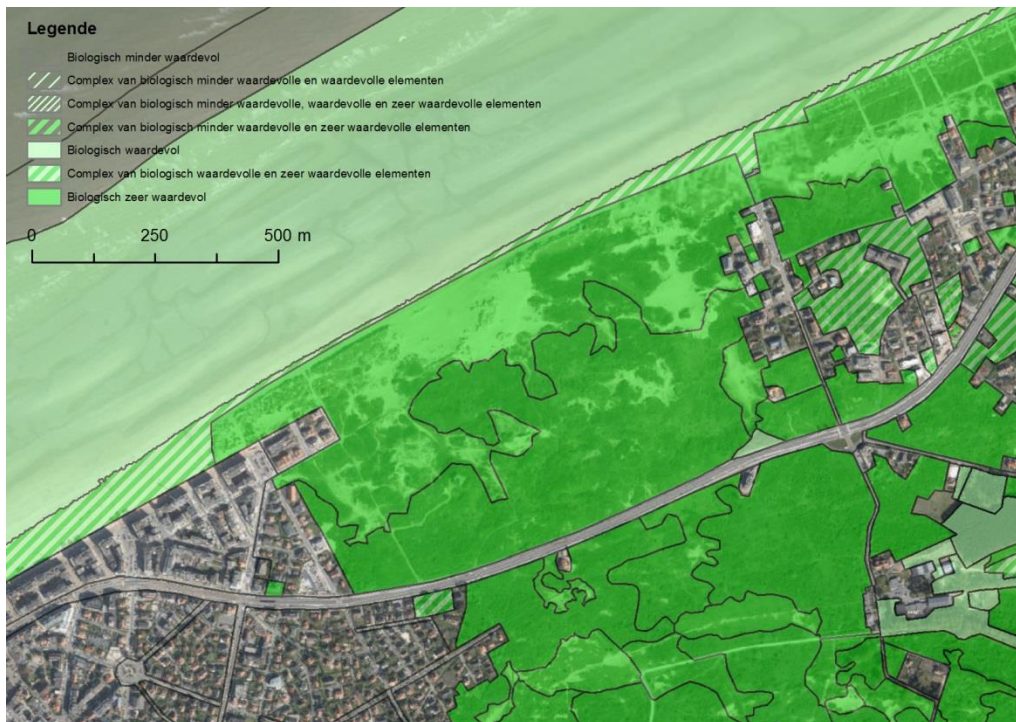 Legende
Biologisch minder waardevol
Complex van biologisch minder waardevolle en waardevolle elementen
Complex van biologisch minder waardevolle, waardevolle en zeer waardevolle elementen
Complex van biologisch minder waardevolle en zeer waardevolle elementen
Biologisch waardevol
Complex van biologisch waardevolle en zeer waardevolle elementen
Biologisch zeer waardevol
0 250 500 m